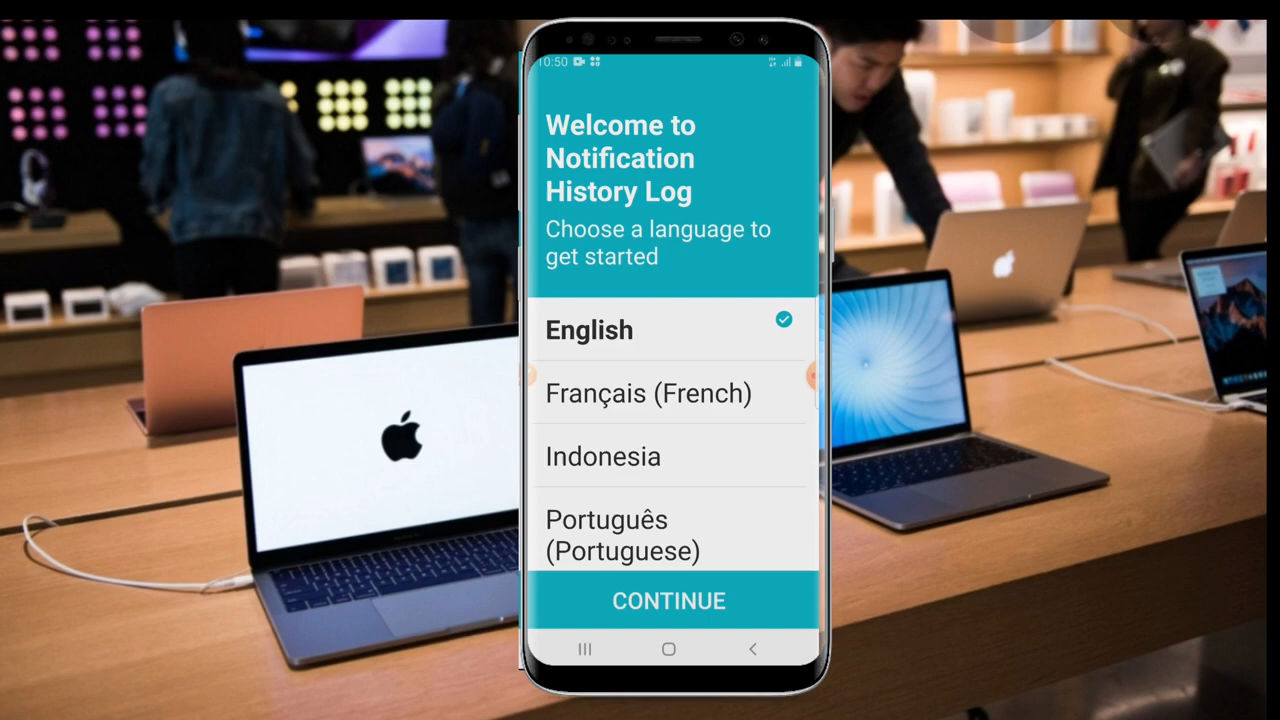 10:50
Welcome to
Notification
History Log
Choose a language to
get started
English
Français (French)
Indonesia
Português
(Portuguese)
CONTINUE